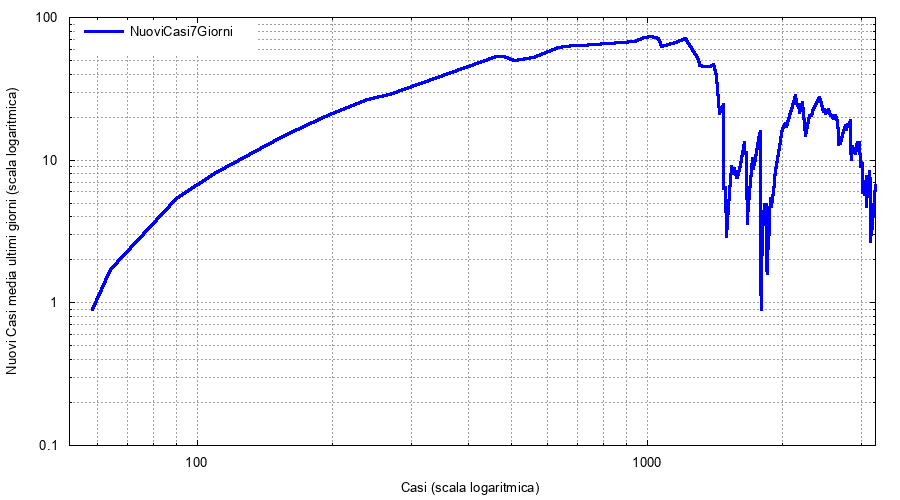 100
NuoviCasi7Giorni
10
1
0.1
100
1000
Nuovi Casi media ultimi giorni (scala logaritmica)
Casi (scala logaritmica)